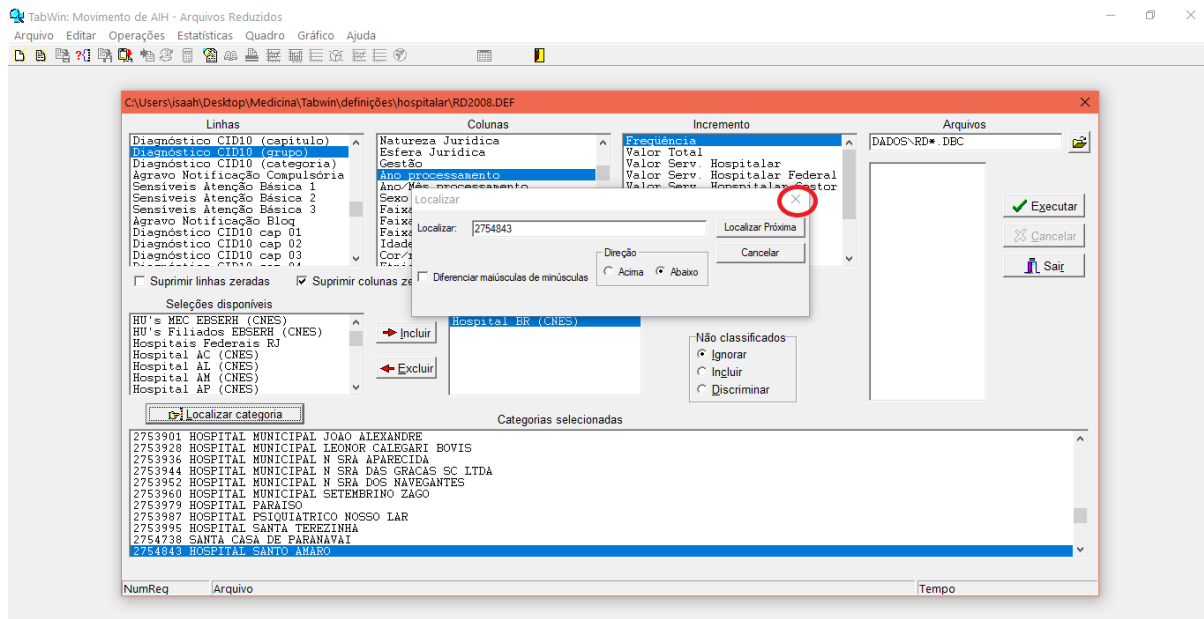 TabWin: Movimento de AIH - Arquivos Reduzidos
Arquivo Editar Operações Estatísticas Quadro Gráfico Ajuda
C:\Users\isaah\Desktop\Medicina\Tabwin\definições\hospitalar\RD2008.DEF
Linhas
Diagnóstico CID10 (capítulo)
Diagnóstico CID10 (grupo)
Diagnóstico CID10 (categoria)
Agravo Notificação Compulsória
Sensíveis Atenção Básica 1
Sensíveis Atenção Básica 2
Sensíveis Atenção Básica 3
Agravo Notificação Bloq
Diagnóstico CID10 cap 01
Diagnóstico CID10 cap 02
Diagnóstico CID10 cap 03
Colunas
Natureza Jurídica
Esfera Jurídica
Gestão
Ano processamento
Ano/Mês processamento
Sexo
Faixa
Faixa
Faixa
Idade
Incremento
Freqüência
Valor Total
Valor Serv. Hospitalar
Valor Serv. Hospitalar Federal
Arquivos
DADOS\RD*.DBC
Executar
Cancelar
Sair
Localizar
Localizar: 2754843
Localizar Próxima
Cancelar
Direção
Acima Abaixo
Diferenciar maiúsculas de minúsculas
Suprimir linhas zeradas Suprimir colunas
Seleções disponíveis
HU's MEC EBSERH (CNES)
HU's Filiados EBSERH (CNES)
Hospitais Federais RJ
Hospital AC (CNES)
Hospital AL (CNES)
Hospital AM (CNES)
Hospital AP (CNES)
Incluir
Excluir
Hospital BR (CNES)
Não classificados
Ignorar
Incluir
Discriminar
Localizar categoria
Categorias selecionadas
2753901 HOSPITAL MUNICIPAL JOAO ALEXANDRE
2753928 HOSPITAL MUNICIPAL LEONOR CALEGARI BOVIS
2753936 HOSPITAL MUNICIPAL N SRA APARECIDA
2753944 HOSPITAL MUNICIPAL N SRA DAS GRACAS SC LTDA
2753952 HOSPITAL MUNICIPAL N SRA DOS NAVEGANTES
2753960 HOSPITAL MUNICIPAL SETEMBRINO ZAGO
2753979 HOSPITAL PARAISO
2753987 HOSPITAL PSIQUIATRICO NOSSO LAR
2753995 HOSPITAL SANTA TEREZINHA
2754738 SANTA CASA DE PARANAVAI
2754843 HOSPITAL SANTO AMARO
NumReg Arquivo Tempo